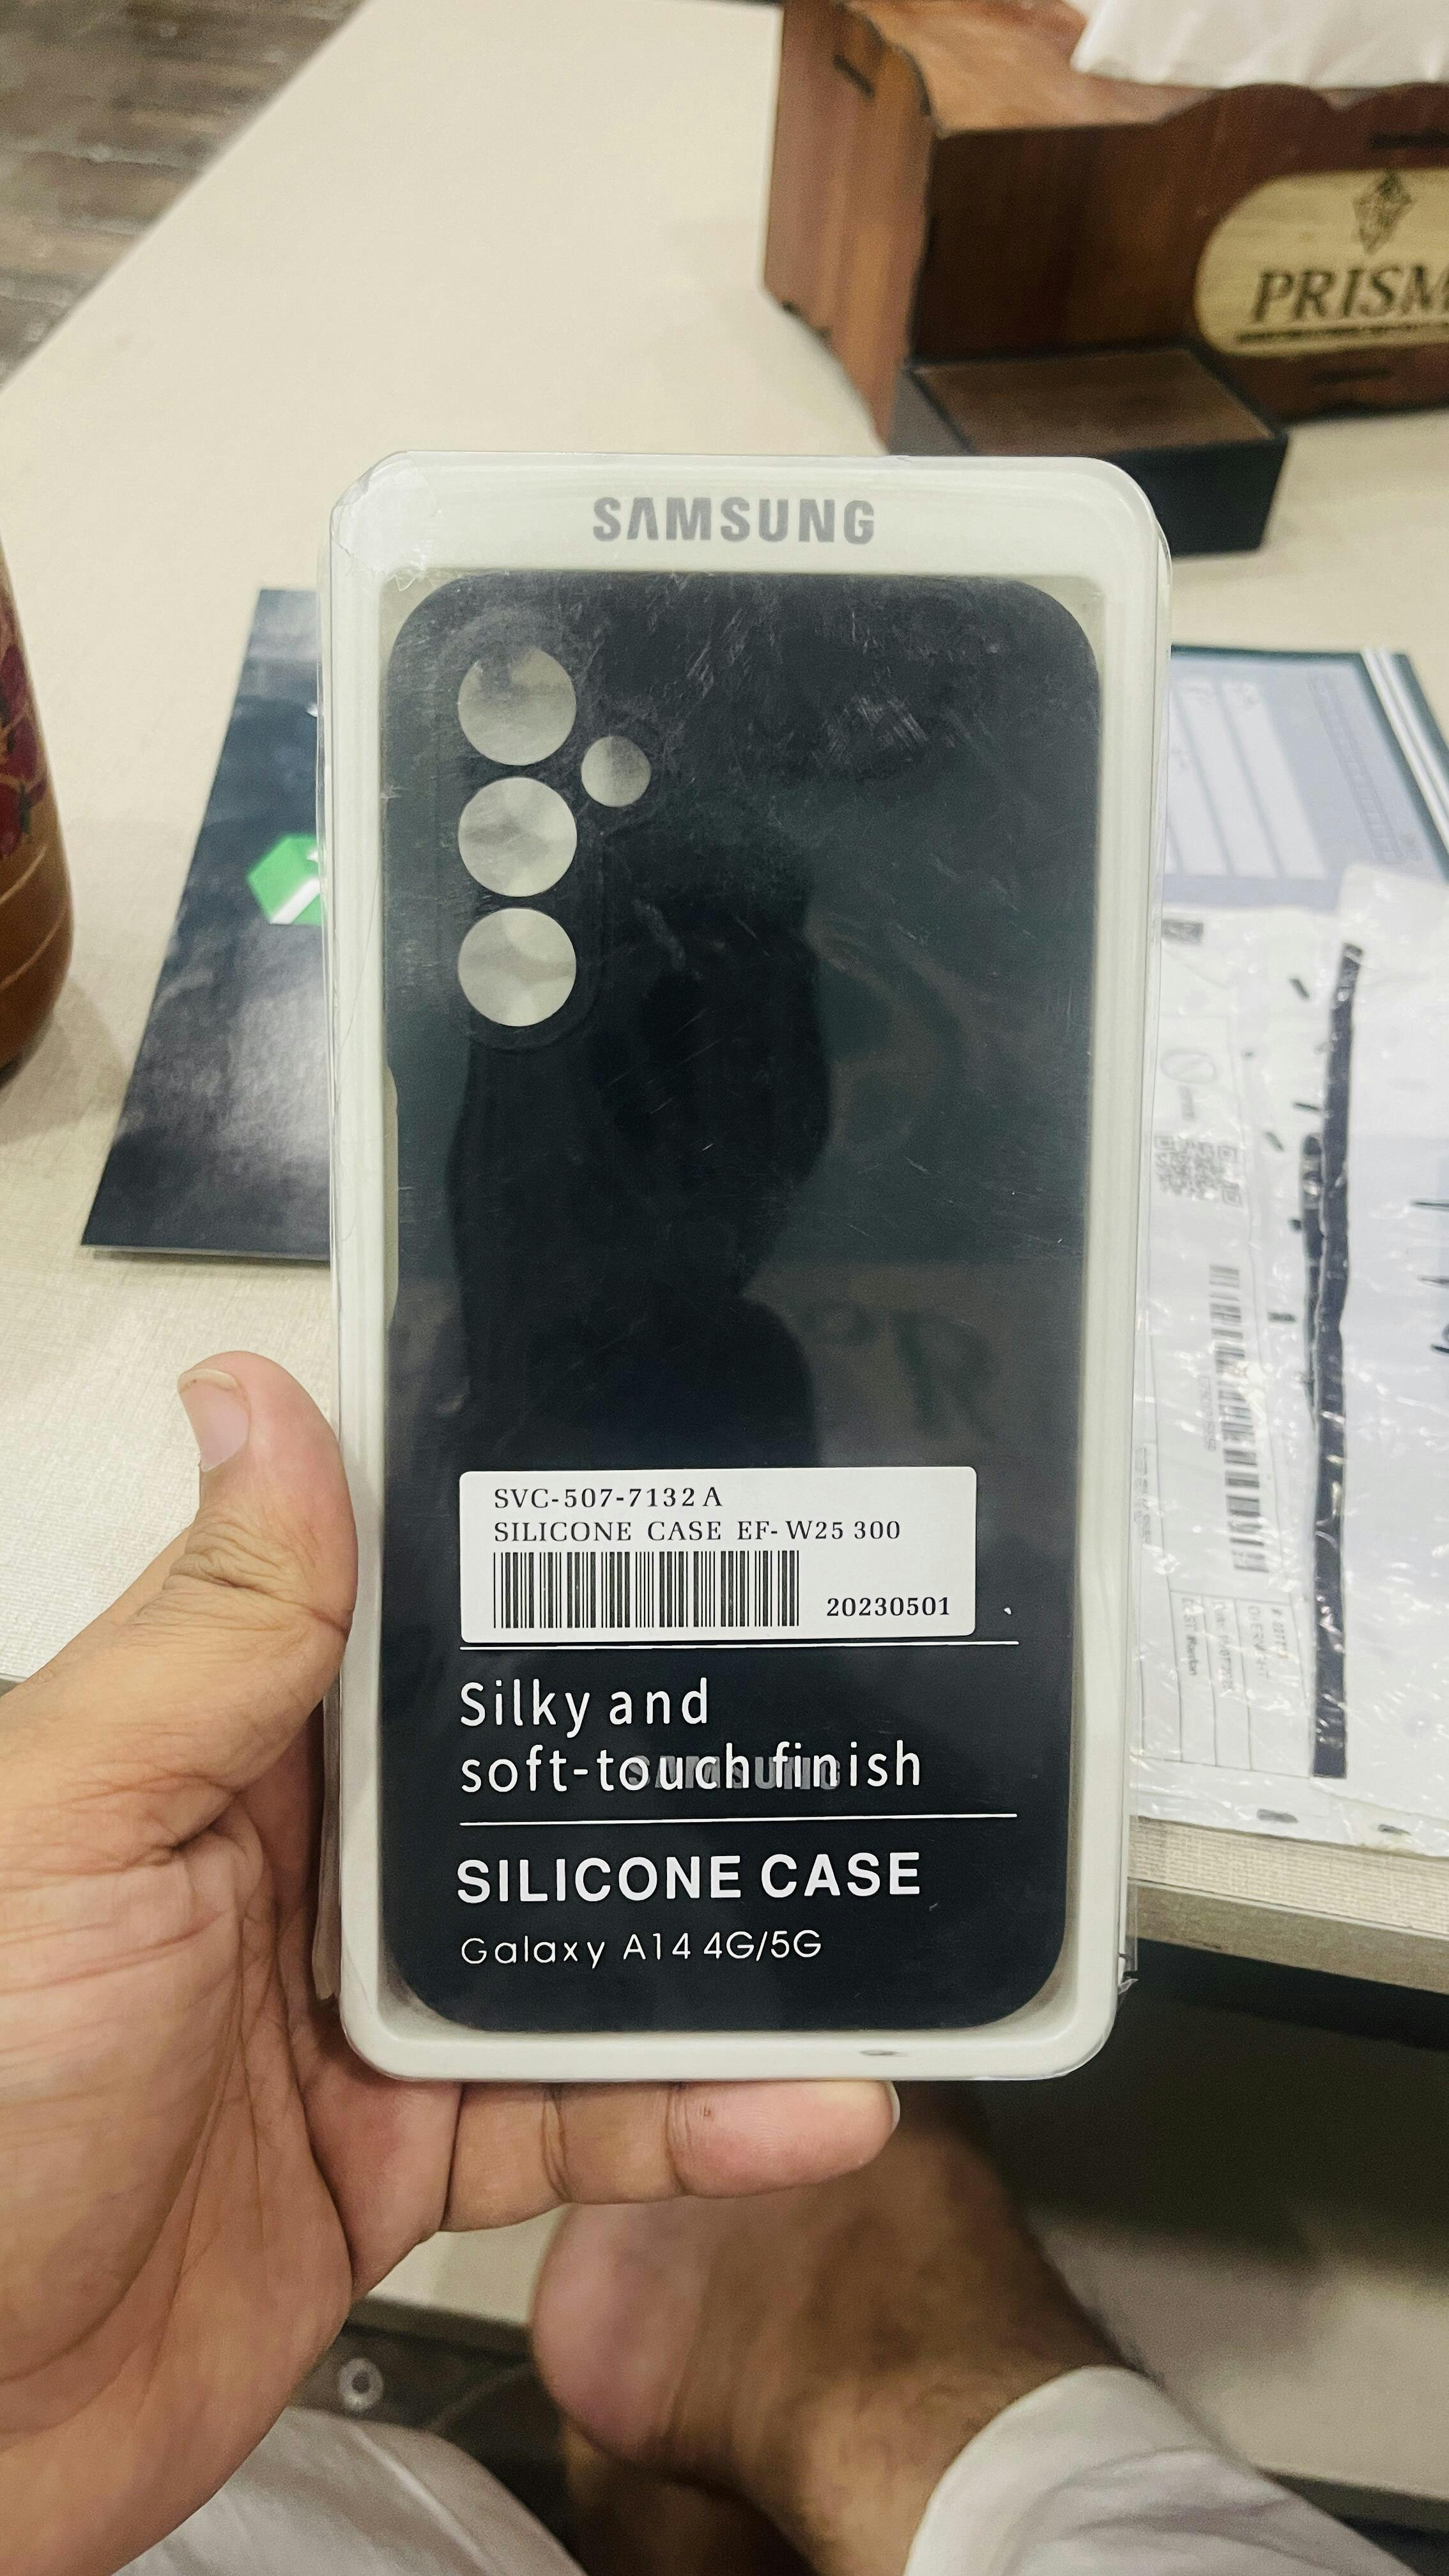 PRISM
SAMSUNG
SVC-507-7132 A
SILICONE CASE EF-W25 300
20230501
Silky and
soft-touch finish
SAMSUNG
SILICONE CASE
Galaxy A14 4G/5G